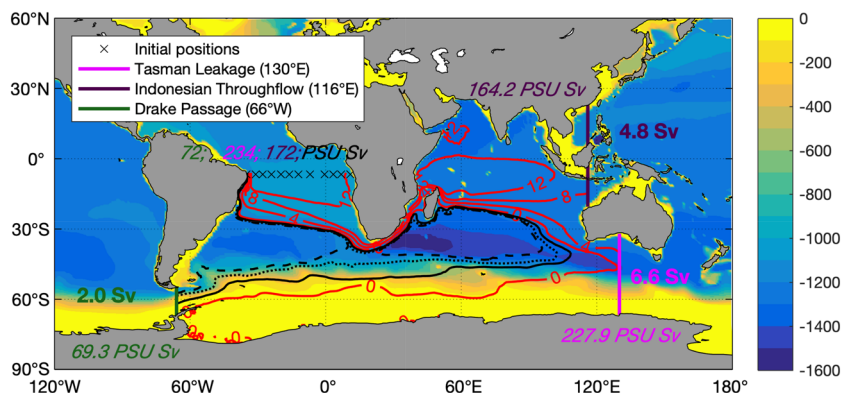 60°N
30°N
0°
30°S
60°S
90°S
120°W
60°W
0°
60°E
120°E
180°
× Initial positions
Tasman Leakage (130°E)
Indonesian Throughflow (116°E)
Drake Passage (66°W)
72, 234, 172,PSU Sv
164.2 PSU Sv
4.8 Sv
6.6 Sv
227.9 PSU Sv
2.0 Sv
69.3 PSU Sv
12
12
8
12
8
4
0
0
0
-200
-400
-600
-800
-1000
-1200
-1400
-1600